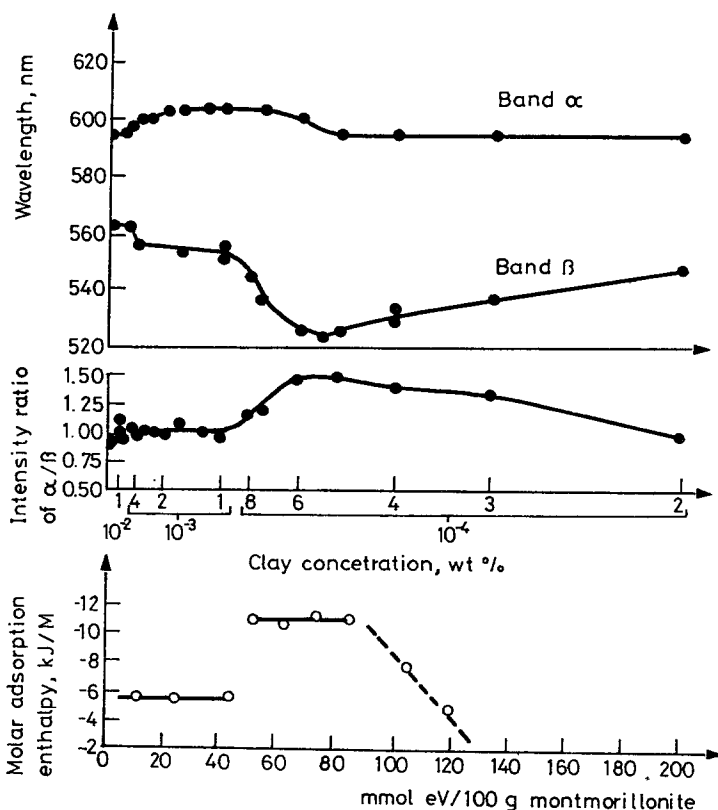 Wavelength, nm
620
600
580
560
540
520
Band α
Band β
Intensity ratio
of α/β
1.50
1.25
1.00
0.75
0.50
1 4 2 1 8 6 4 3 2
10⁻² 10⁻³ 10⁻⁴
Clay concetration, wt %
Molar adsorption
enthalpy, kJ/M
-12
-10
-8
-6
-4
-2
0 20 40 60 80 100 120 140 160 180 200
mmol eV/100 g montmorillonite